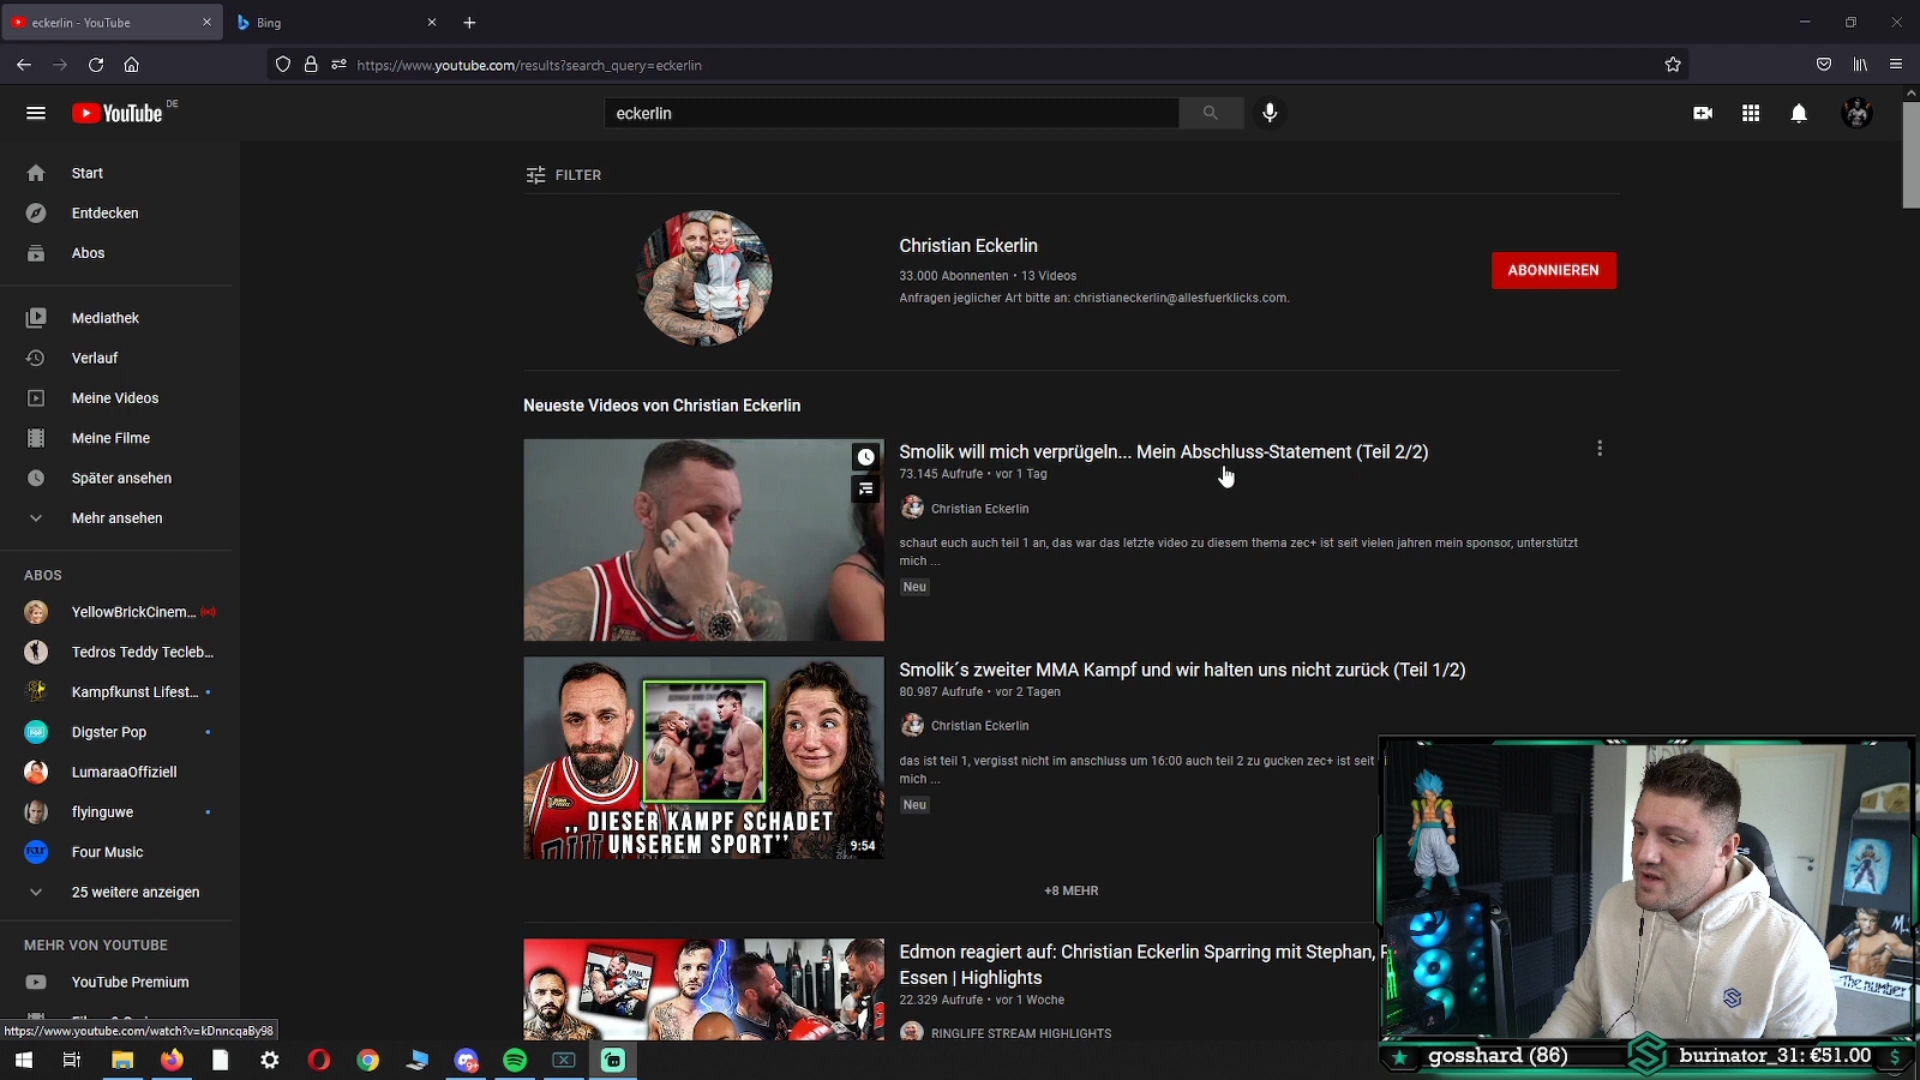 eckerlin - YouTube
Bing
https://www.youtube.com/results?search_query=eckerlin
YouTube DE
eckerlin
Start
Entdecken
Abos
Mediathek
Verlauf
Meine Videos
Meine Filme
Später ansehen
Mehr ansehen
ABOS
YellowBrickCinem...
Tedros Teddy Tecleb...
Kampfkunst Lifest...
Digster Pop
LumaraaOffiziell
flyinguwe
Four Music
25 weitere anzeigen
MEHR VON YOUTUBE
YouTube Premium
https://www.youtube.com/watch?v=kDnncqaBy98
FILTER
Christian Eckerlin
33.000 Abonnenten • 13 Videos
Anfragen jeglicher Art bitte an: christianeckerlin@allesfuerklicks.com.
ABONNIEREN
Neueste Videos von Christian Eckerlin
Smolik will mich verprügeln... Mein Abschluss-Statement (Teil 2/2)
73.145 Aufrufe • vor 1 Tag
Christian Eckerlin
schaut euch auch teil 1 an, das war das letzte video zu diesem thema zec+ ist seit vielen jahren mein sponsor, unterstützt
mich ...
Neu
,, DIESER KAMPF SCHADET
UNSEREM SPORT"
9:54
Smolik´s zweiter MMA Kampf und wir halten uns nicht zurück (Teil 1/2)
80.987 Aufrufe • vor 2 Tagen
Christian Eckerlin
das ist teil 1, vergisst nicht im anschluss um 16:00 auch teil 2 zu gucken zec+ ist seit
mich ...
Neu
+8 MEHR
Edmon reagiert auf: Christian Eckerlin Sparring mit Stephan,
Essen | Highlights
22.329 Aufrufe • vor 1 Woche
RINGLIFE STREAM HIGHLIGHTS
The number
gosshard (86)
burinator_31: €51.00